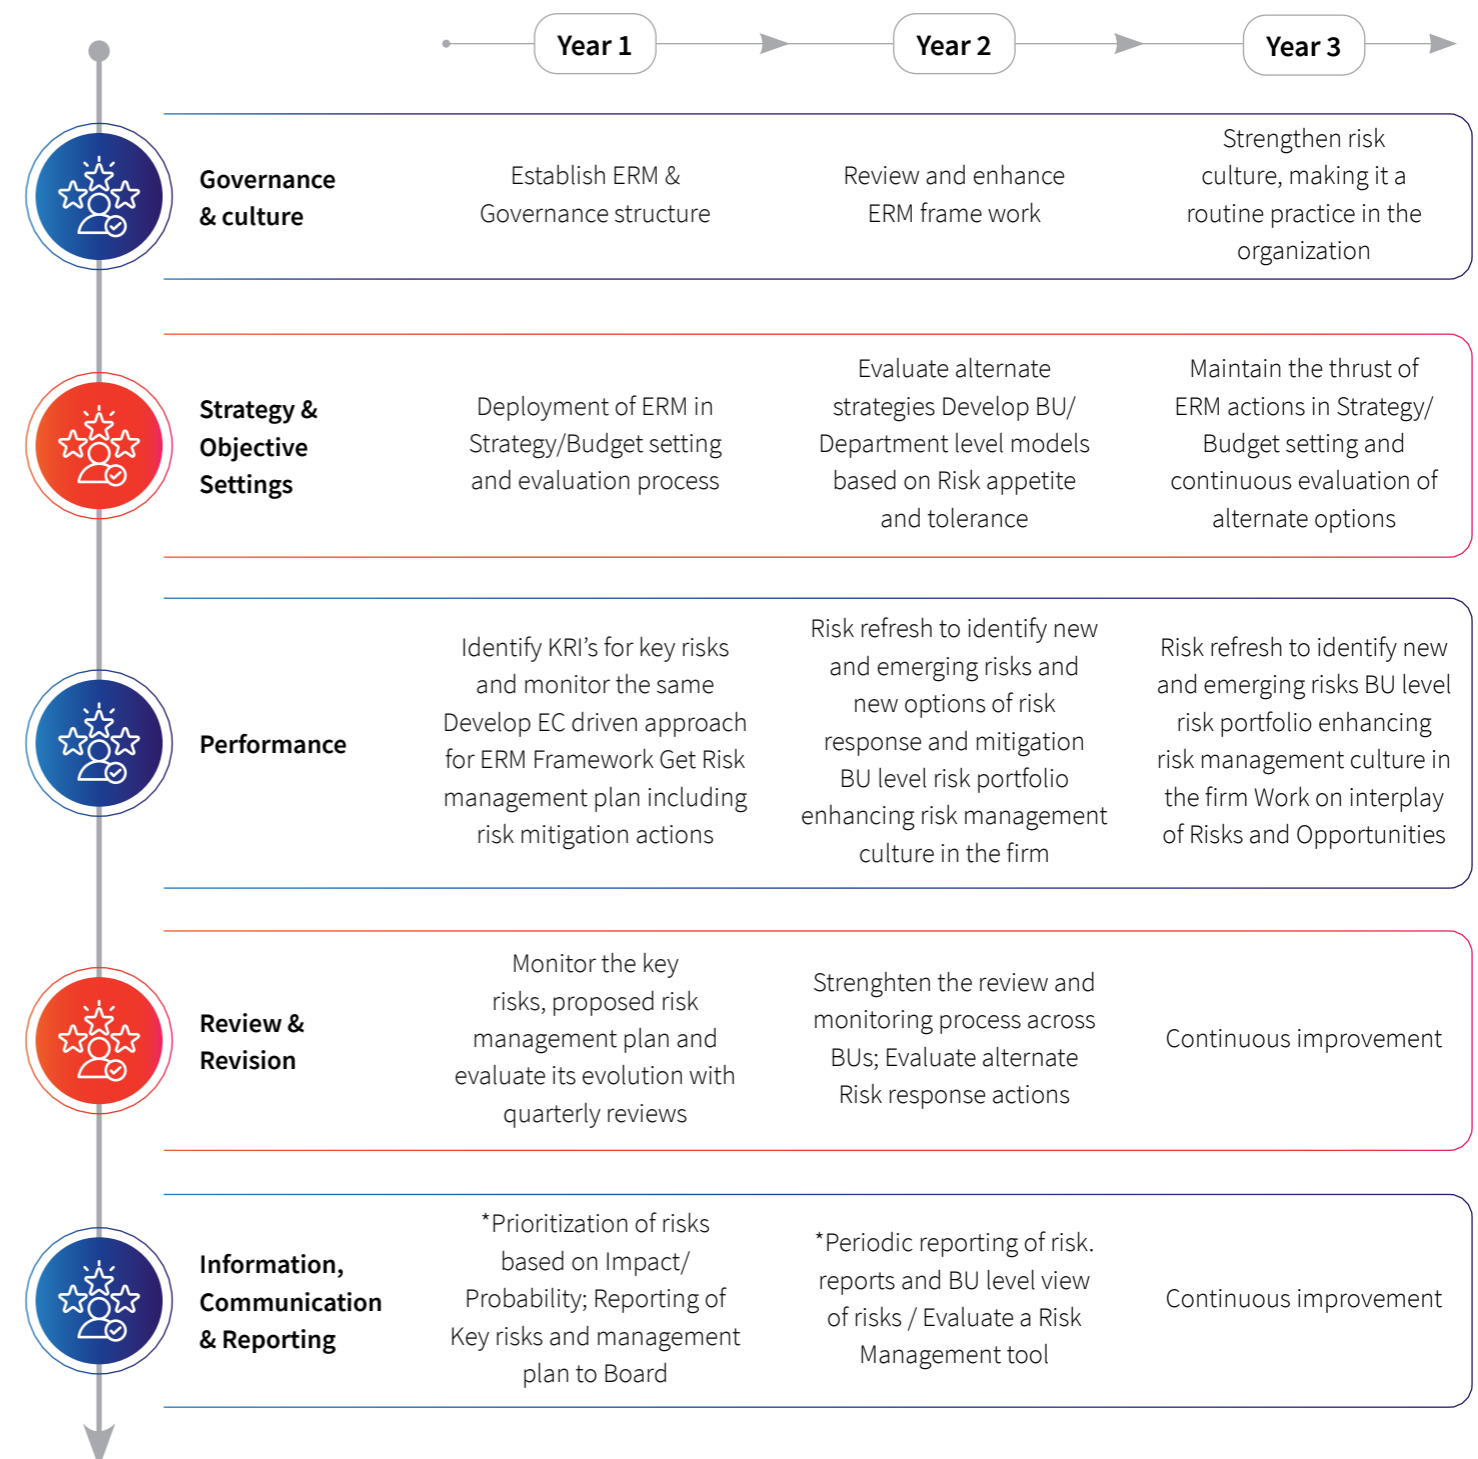 Year 1
Year 2
Year 3
Governance
& culture
Establish ERM &
Governance structure
Review and enhance
ERM frame work
Strengthen risk
culture, making it a
routine practice in the
organization
Strategy &
Objective
Settings
Deployment of ERM in
Strategy/Budget setting
and evaluation process
Evaluate alternate
strategies Develop BU/
Department level models
based on Risk appetite
and tolerance
Maintain the thrust of
ERM actions in Strategy/
Budget setting and
continuous evaluation of
alternate options
Performance
Identify KRI’s for key risks
and monitor the same
Develop EC driven approach
for ERM Framework Get Risk
management plan including
risk mitigation actions
Risk refresh to identify new
and emerging risks and
new options of risk
response and mitigation
BU level risk portfolio
enhancing risk management
culture in the firm
Risk refresh to identify new
and emerging risks BU level
risk portfolio enhancing
risk management culture in
the firm Work on interplay
of Risks and Opportunities
Review &
Revision
Monitor the key
risks, proposed risk
management plan and
evaluate its evolution with
quarterly reviews
Strenghten the review and
monitoring process across
BUs; Evaluate alternate
Risk response actions
Continuous improvement
Information,
Communication
& Reporting
*Prioritization of risks
based on Impact/
Probability; Reporting of
Key risks and management
plan to Board
*Periodic reporting of risk.
reports and BU level view
of risks / Evaluate a Risk
Management tool
Continuous improvement